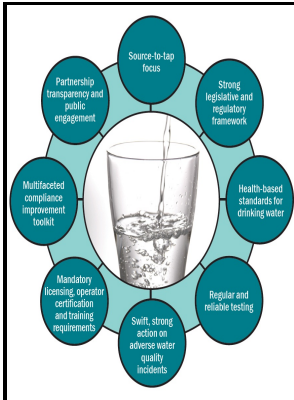 Source-to-tap
focus
Strong
legislative and
regulatory
framework
Health-based
standards for
drinking water
Regular and
reliable testing
Swift, strong
action on
adverse water
quality
incidents
Mandatory
licensing, operator
certification
and training
requirements
Multifaceted
compliance
improvement
toolkit
Partnership
transparency and
public
engagement